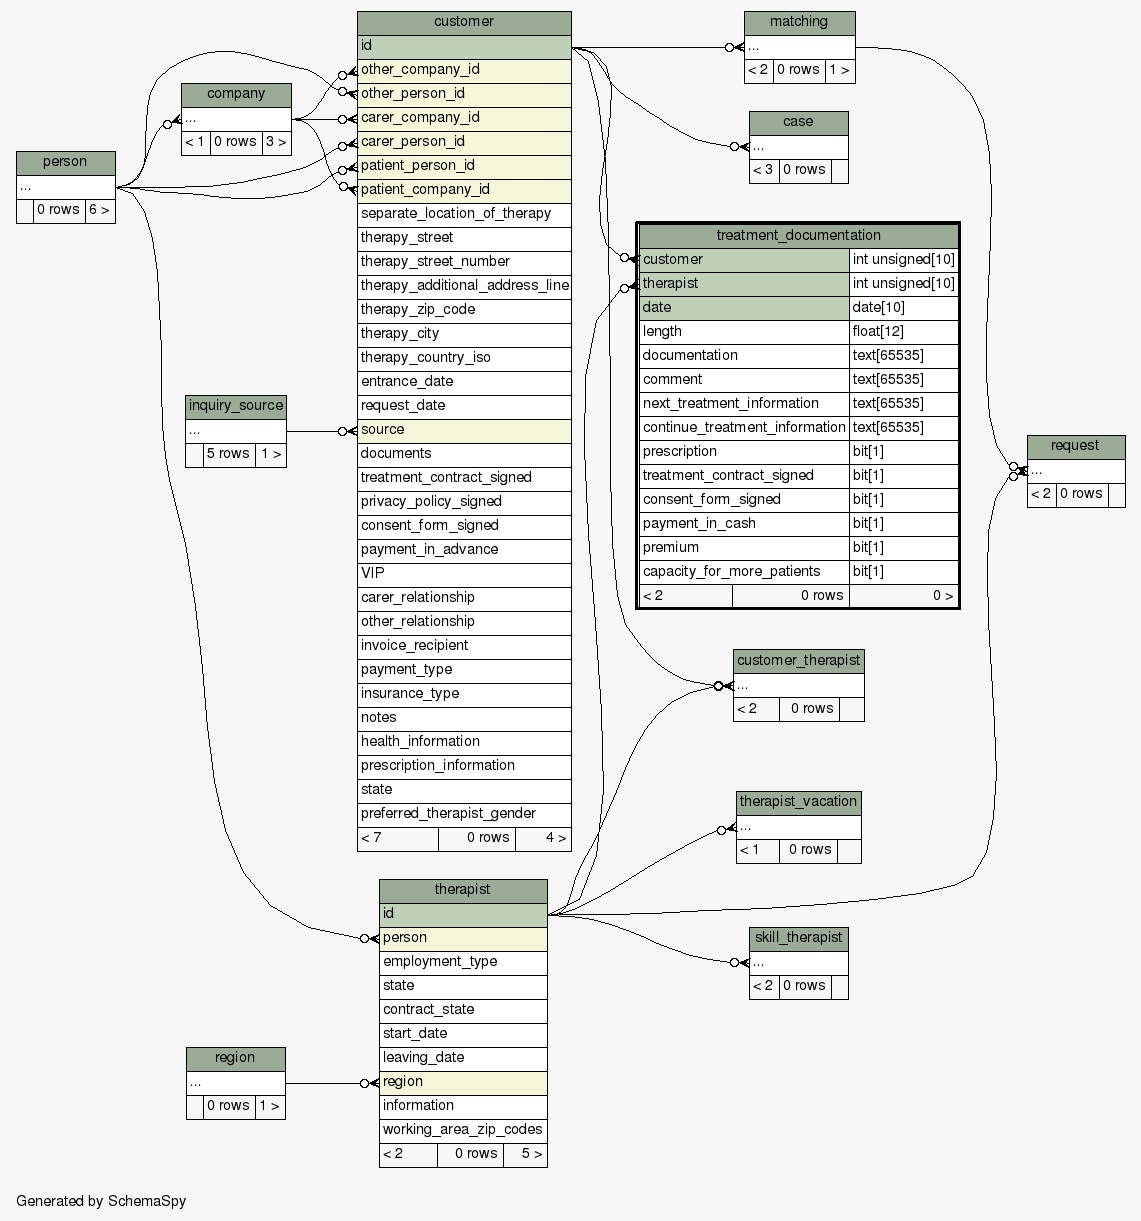 customer
id
other_company_id
other_person_id
carer_company_id
carer_person_id
patient_person_id
patient_company_id
separate_location_of_therapy
therapy_street
therapy_street_number
therapy_additional_address_line
therapy_zip_code
therapy_city
therapy_country_iso
entrance_date
request_date
source
documents
treatment_contract_signed
privacy_policy_signed
consent_form_signed
payment_in_advance
VIP
carer_relationship
other_relationship
invoice_recipient
payment_type
insurance_type
notes
health_information
prescription_information
state
preferred_therapist_gender
< 7 0 rows 4 >
company
...
< 1 0 rows 3 >
person
...
0 rows 6 >
inquiry_source
...
5 rows 1 >
matching
...
< 2 0 rows 1 >
case
...
< 3 0 rows
treatment_documentation
customer int unsigned[10]
therapist int unsigned[10]
date date[10]
length float[12]
documentation text[65535]
comment text[65535]
next_treatment_information text[65535]
continue_treatment_information text[65535]
prescription bit[1]
treatment_contract_signed bit[1]
consent_form_signed bit[1]
payment_in_cash bit[1]
premium bit[1]
capacity_for_more_patients bit[1]
< 2 0 rows 0 >
request
...
< 2 0 rows
customer_therapist
...
< 2 0 rows
therapist_vacation
...
< 1 0 rows
therapist
id
person
employment_type
state
contract_state
start_date
leaving_date
region
information
working_area_zip_codes
< 2 0 rows 5 >
skill_therapist
...
< 2 0 rows
region
...
0 rows 1 >
Generated by SchemaSpy